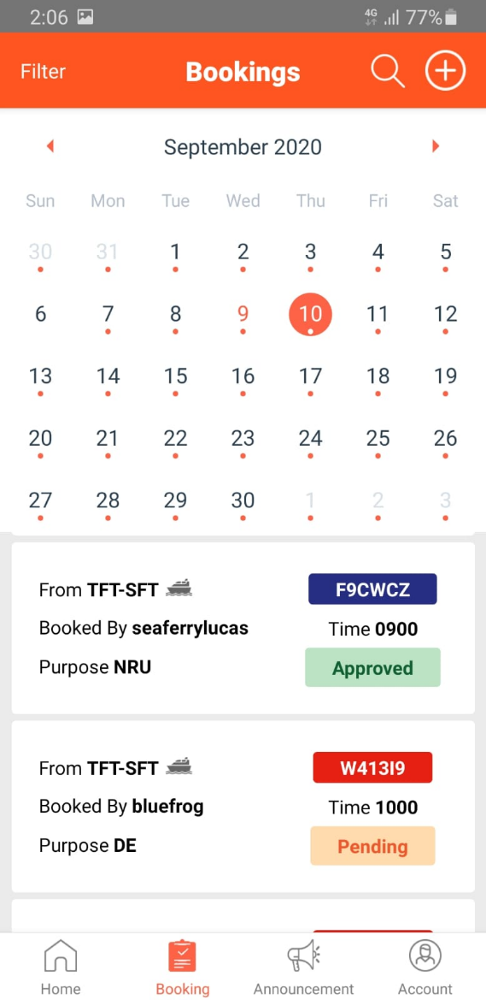 2:06 4G 77%
Filter Bookings
September 2020
Sun Mon Tue Wed Thu Fri Sat
30 31 1 2 3 4 5
6 7 8 9 10 11 12
13 14 15 16 17 18 19
20 21 22 23 24 25 26
27 28 29 30 1 2 3
From TFT-SFT F9CWCZ
Booked By seaferrylucas Time 0900
Purpose NRU Approved
From TFT-SFT W413I9
Booked By bluefrog Time 1000
Purpose DE Pending
Home Booking Announcement Account